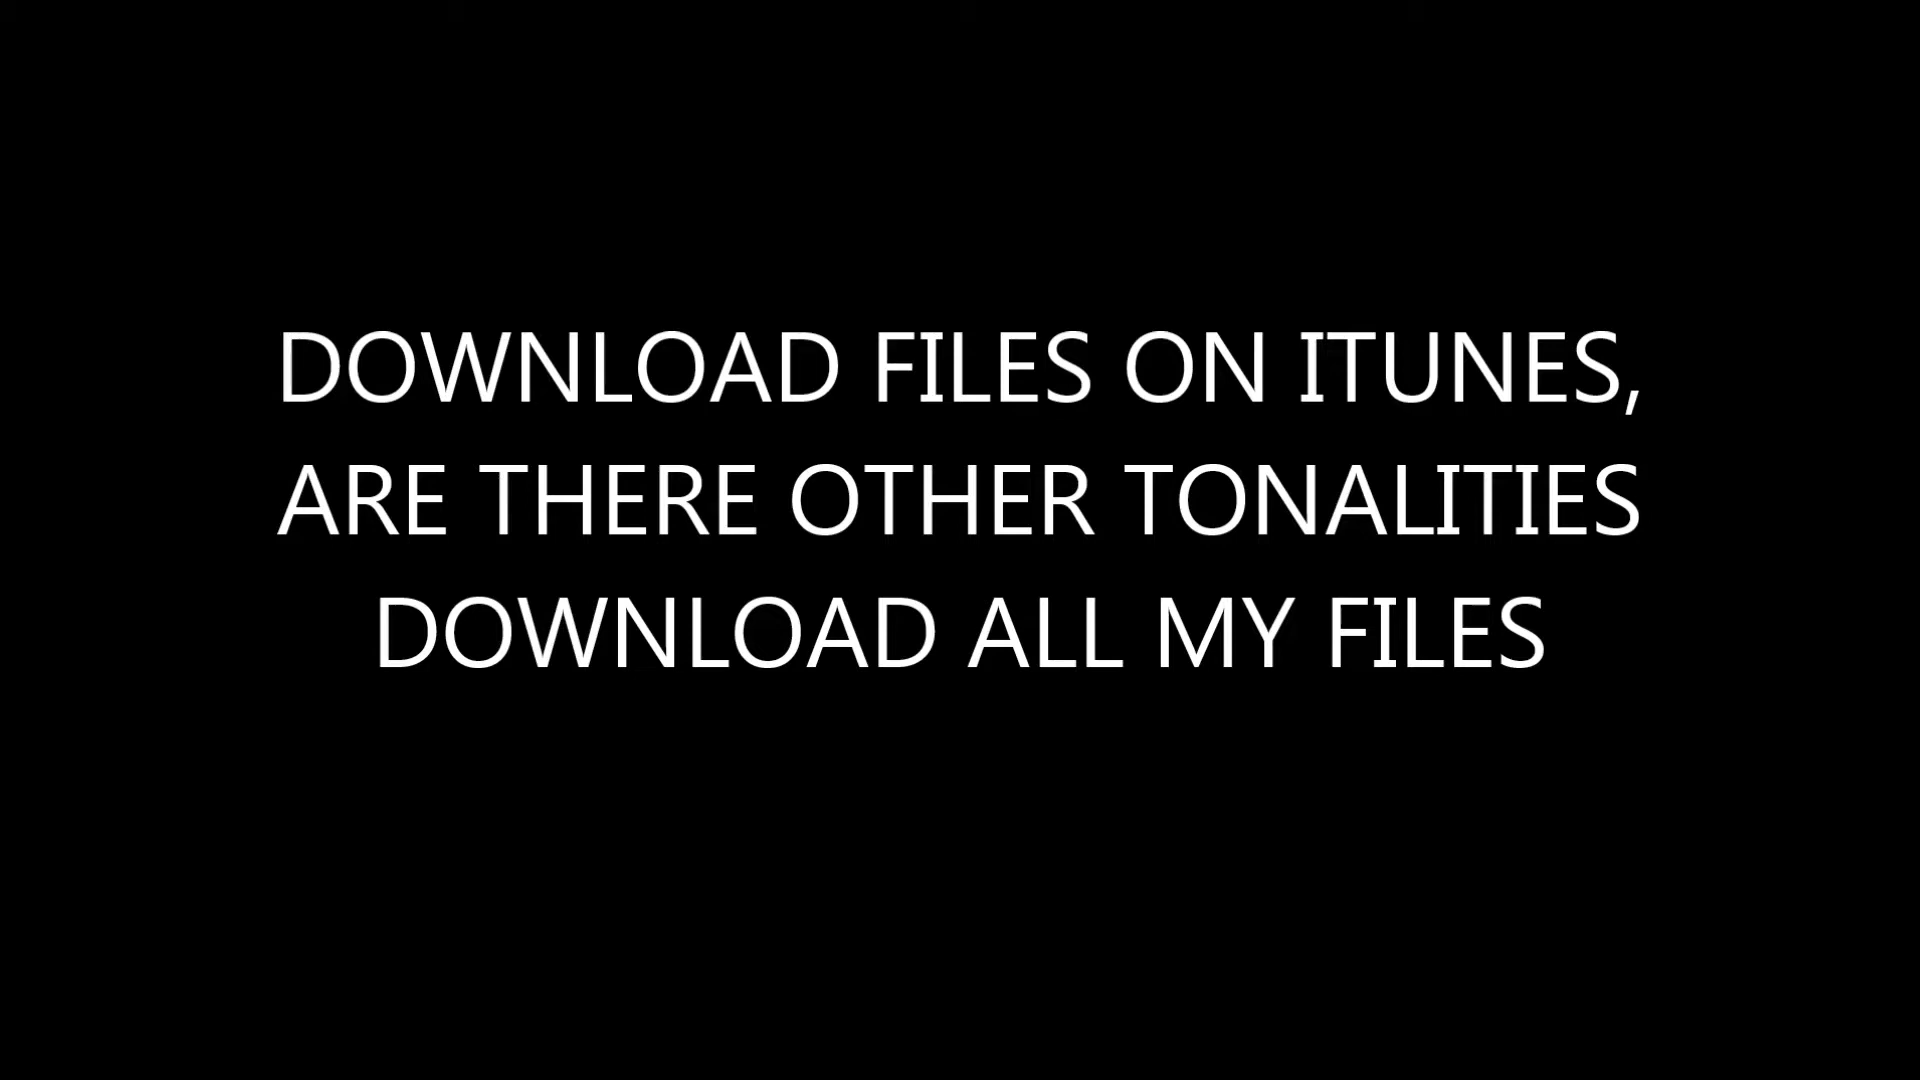 DOWNLOAD FILES ON ITUNES,
ARE THERE OTHER TONALITIES
DOWNLOAD ALL MY FILES